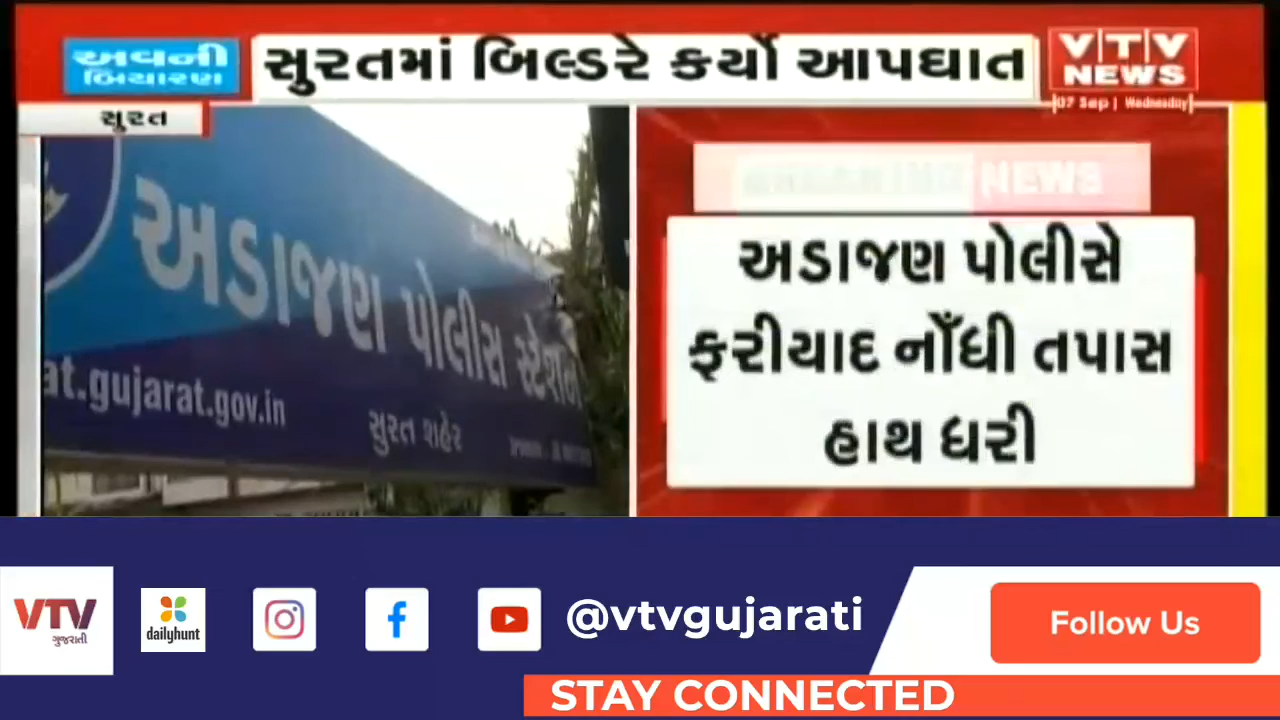 અવની
બિચારણ
સુરતમાં બિલ્ડરે કર્યો આપઘાત
VTV
NEWS
07 Sep | Wednesday
સુરત
NEWS
અડાજણ પોલીસ સ્ટેશન
at.gujarat.gov.in
સુરત શહેર
અડાજણ પોલીસે
ફરીયાદ નોઁધી તપાસ
હાથ ધરી
VTV
ગુજરાતી
dailyhunt
@vtvgujarati
Follow Us
STAY CONNECTED